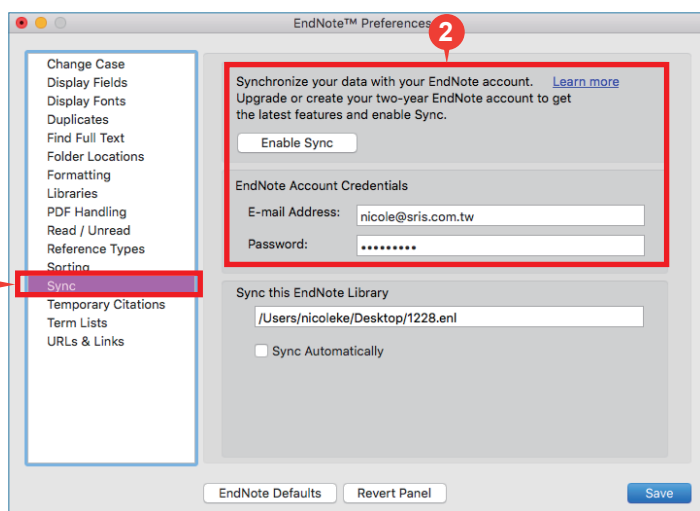 EndNote™ Preferences
2
Change Case
Display Fields
Display Fonts
Duplicates
Find Full Text
Folder Locations
Formatting
Libraries
PDF Handling
Read / Unread
Reference Types
Sorting
Sync
Temporary Citations
Term Lists
URLs & Links
Synchronize your data with your EndNote account. Learn more
Upgrade or create your two-year EndNote account to get
the latest features and enable Sync.
Enable Sync
EndNote Account Credentials
E-mail Address: nicole@sris.com.tw
Password: •••••••••
Sync this EndNote Library
/Users/nicoleke/Desktop/1228.enl
Sync Automatically
EndNote Defaults
Revert Panel
Save